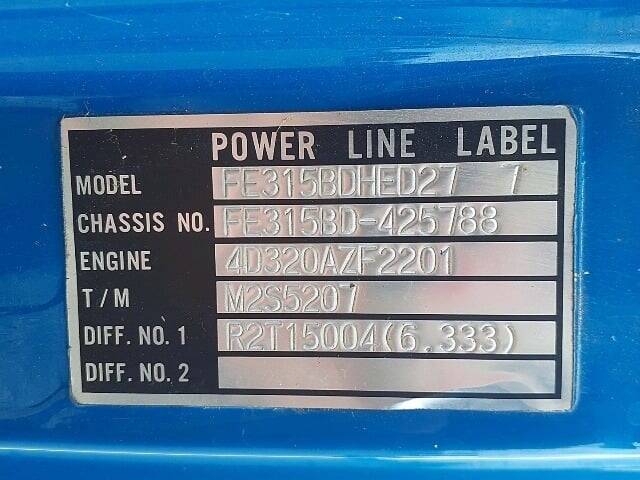 POWER LINE LABEL
MODEL FE315BDHED27 7
CHASSIS NO. FE315BD-425788
ENGINE 4D320AZF2201
T/M M2S5207
DIFF. NO. 1 R2T15004(6.333)
DIFF. NO. 2